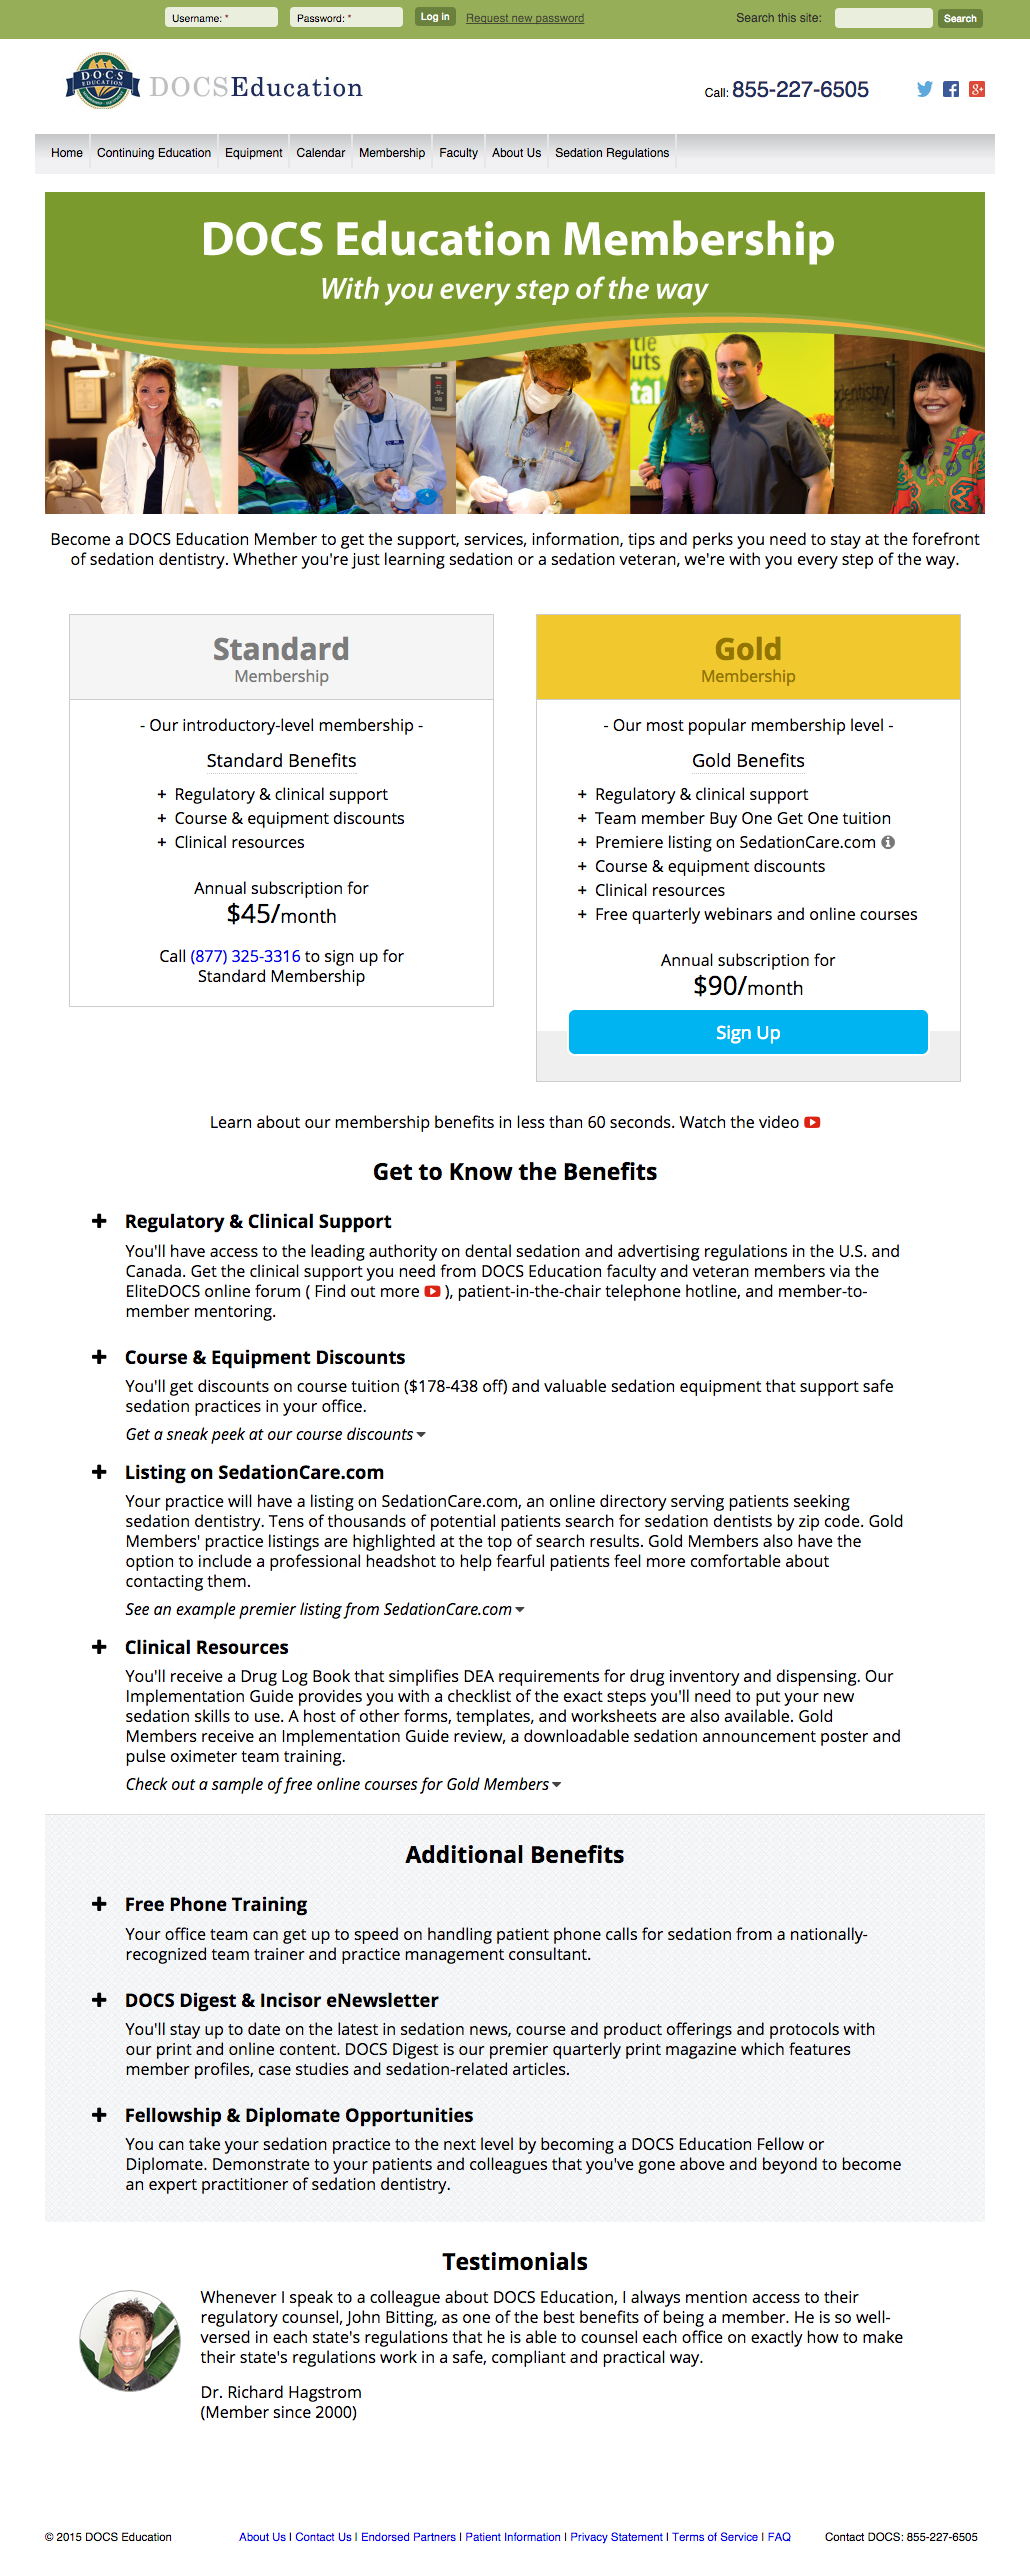 Username: *
Password: *
Log in
Request new password
Search this site:
Search
DOCS
EDUCATION
DOCSEducation
Call: 855-227-6505
Home
Continuing Education
Equipment
Calendar
Membership
Faculty
About Us
Sedation Regulations
DOCS Education Membership
With you every step of the way
Become a DOCS Education Member to get the support, services, information, tips and perks you need to stay at the forefront
of sedation dentistry. Whether you're just learning sedation or a sedation veteran, we're with you every step of the way.
Standard
Membership
- Our introductory-level membership -
Standard Benefits
+ Regulatory & clinical support
+ Course & equipment discounts
+ Clinical resources
Annual subscription for
$45/month
Call (877) 325-3316 to sign up for
Standard Membership
Gold
Membership
- Our most popular membership level -
Gold Benefits
+ Regulatory & clinical support
+ Team member Buy One Get One tuition
+ Premiere listing on SedationCare.com
+ Course & equipment discounts
+ Clinical resources
+ Free quarterly webinars and online courses
Annual subscription for
$90/month
Sign Up
Learn about our membership benefits in less than 60 seconds. Watch the video
Get to Know the Benefits
Regulatory & Clinical Support
You'll have access to the leading authority on dental sedation and advertising regulations in the U.S. and
Canada. Get the clinical support you need from DOCS Education faculty and veteran members via the
EliteDOCS online forum ( Find out more ), patient-in-the-chair telephone hotline, and member-to-
member mentoring.
Course & Equipment Discounts
You'll get discounts on course tuition ($178-438 off) and valuable sedation equipment that support safe
sedation practices in your office.
Get a sneak peek at our course discounts
Listing on SedationCare.com
Your practice will have a listing on SedationCare.com, an online directory serving patients seeking
sedation dentistry. Tens of thousands of potential patients search for sedation dentists by zip code. Gold
Members' practice listings are highlighted at the top of search results. Gold Members also have the
option to include a professional headshot to help fearful patients feel more comfortable about
contacting them.
See an example premier listing from SedationCare.com
Clinical Resources
You'll receive a Drug Log Book that simplifies DEA requirements for drug inventory and dispensing. Our
Implementation Guide provides you with a checklist of the exact steps you'll need to put your new
sedation skills to use. A host of other forms, templates, and worksheets are also available. Gold
Members receive an Implementation Guide review, a downloadable sedation announcement poster and
pulse oximeter team training.
Check out a sample of free online courses for Gold Members
Additional Benefits
Free Phone Training
Your office team can get up to speed on handling patient phone calls for sedation from a nationally-
recognized team trainer and practice management consultant.
DOCS Digest & Incisor eNewsletter
You'll stay up to date on the latest in sedation news, course and product offerings and protocols with
our print and online content. DOCS Digest is our premier quarterly print magazine which features
member profiles, case studies and sedation-related articles.
Fellowship & Diplomate Opportunities
You can take your sedation practice to the next level by becoming a DOCS Education Fellow or
Diplomate. Demonstrate to your patients and colleagues that you've gone above and beyond to become
an expert practitioner of sedation dentistry.
Testimonials
Whenever I speak to a colleague about DOCS Education, I always mention access to their
regulatory counsel, John Bitting, as one of the best benefits of being a member. He is so well-
versed in each state's regulations that he is able to counsel each office on exactly how to make
their state's regulations work in a safe, compliant and practical way.
Dr. Richard Hagstrom
(Member since 2000)
© 2015 DOCS Education
About Us | Contact Us | Endorsed Partners | Patient Information | Privacy Statement | Terms of Service | FAQ
Contact DOCS: 855-227-6505